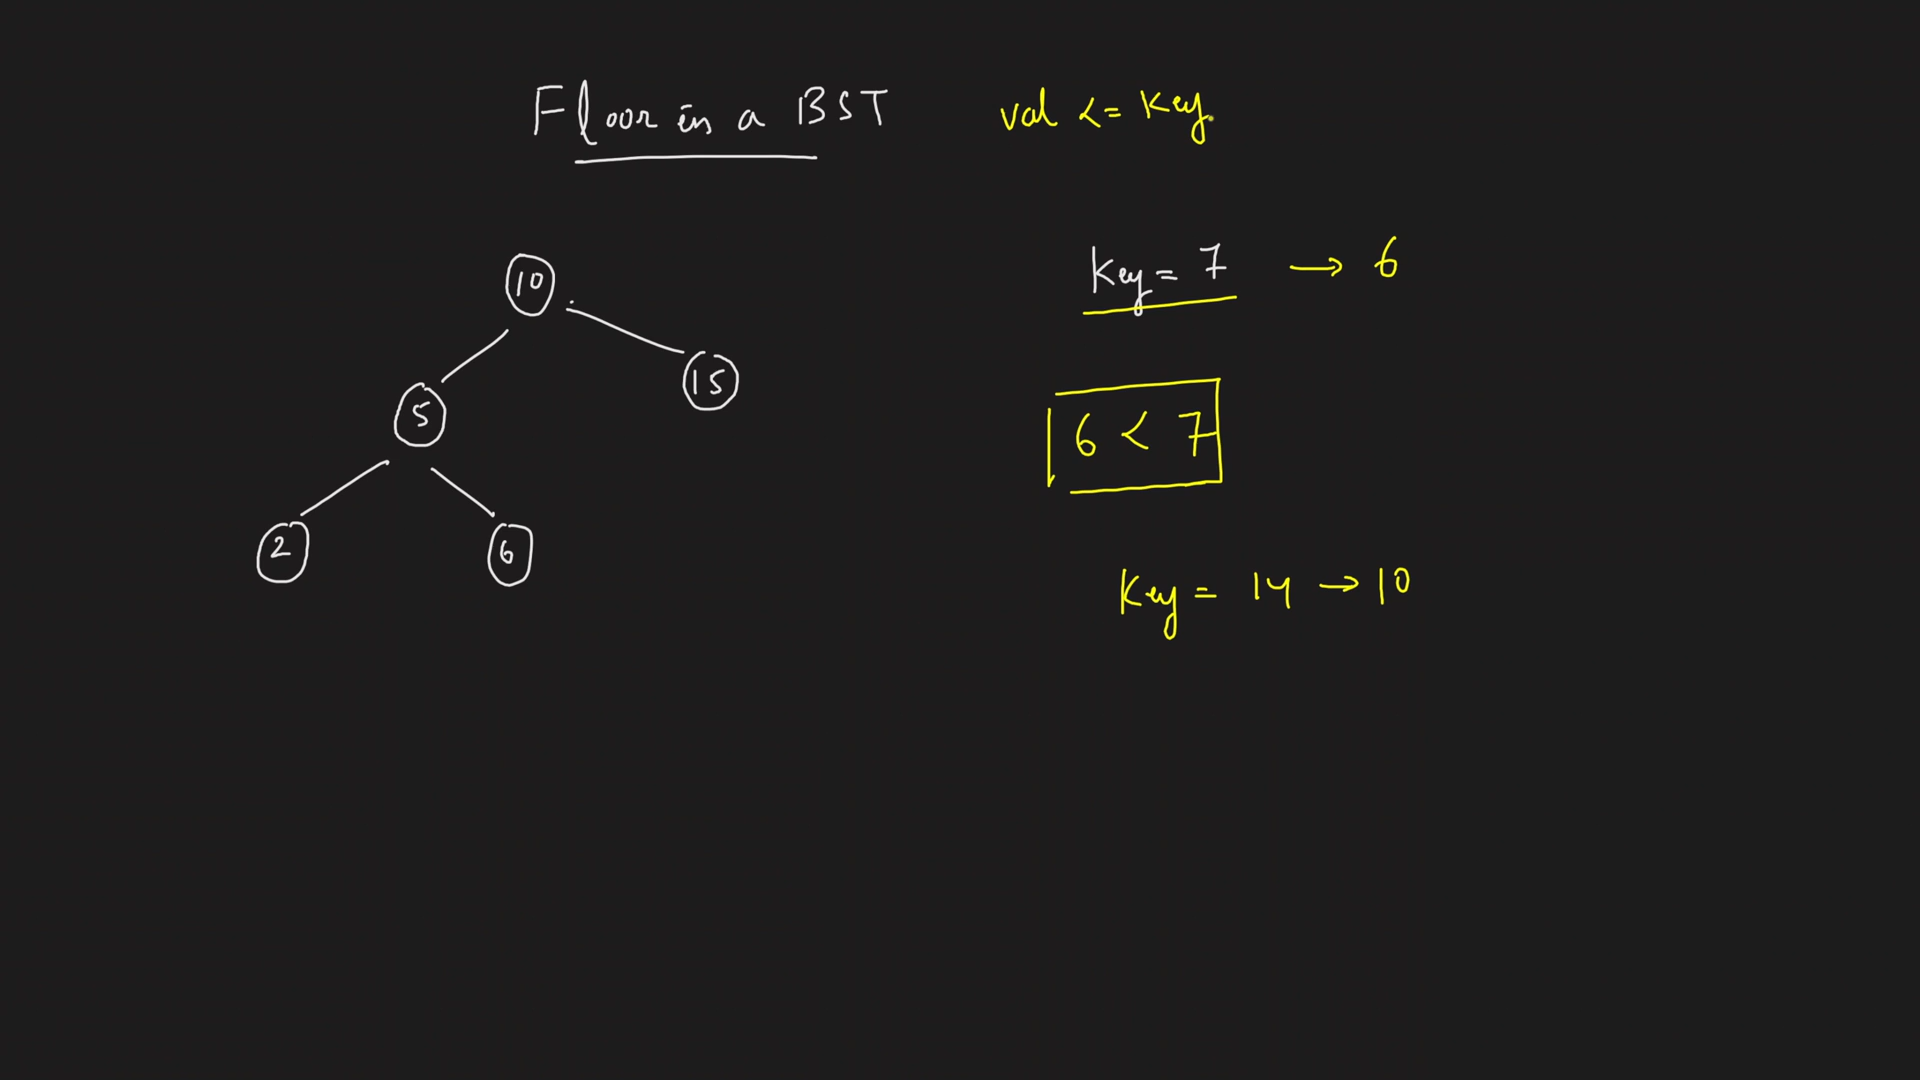 Floor in a BST val <= key.
key = 7 → 6
10
15
5
6 < 7
2 6
key = 14 → 10